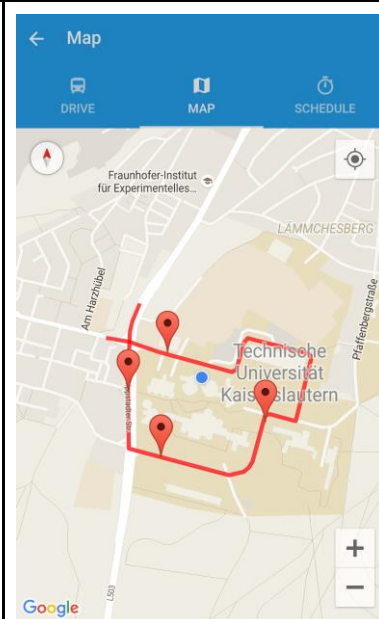 Map
DRIVE
MAP
SCHEDULE
Fraunhofer-Institut
für Experimentelles...
LÄMMCHESBERG
Am Harzhübel
Pfaffenbergstraße
Technische
Universität
Kaiserslautern
L503
+
−
Google